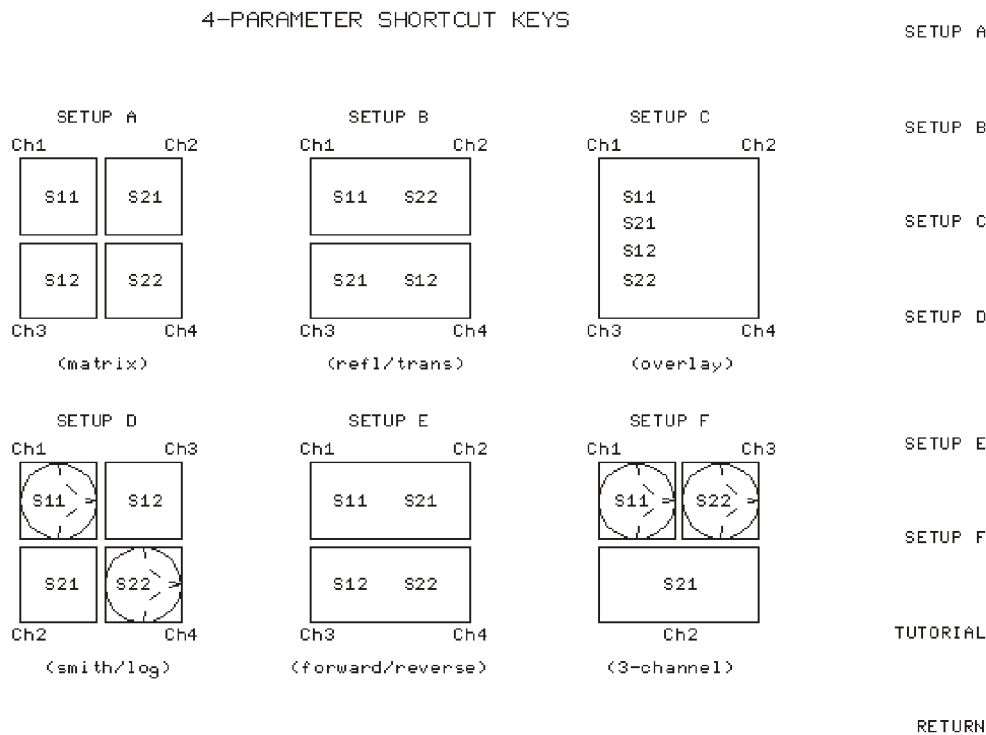 4-PARAMETER SHORTCUT KEYS
SETUP A
SETUP B
SETUP C
Ch1 Ch2
S11 S21
S12 S22
Ch3 Ch4
(matrix)
Ch1 Ch2
S11 S22
S21 S12
Ch3 Ch4
(refl/trans)
Ch1 Ch2
S11
S21
S12
S22
Ch3 Ch4
(overlay)
SETUP D
SETUP E
SETUP F
Ch1 Ch3
S11 S12
S21 S22
Ch2 Ch4
(smith/log)
Ch1 Ch2
S11 S21
S12 S22
Ch3 Ch4
(forward/reverse)
Ch1 Ch3
S11 S22
S21
Ch2
(3-channel)
SETUP A
SETUP B
SETUP C
SETUP D
SETUP E
SETUP F
TUTORIAL
RETURN